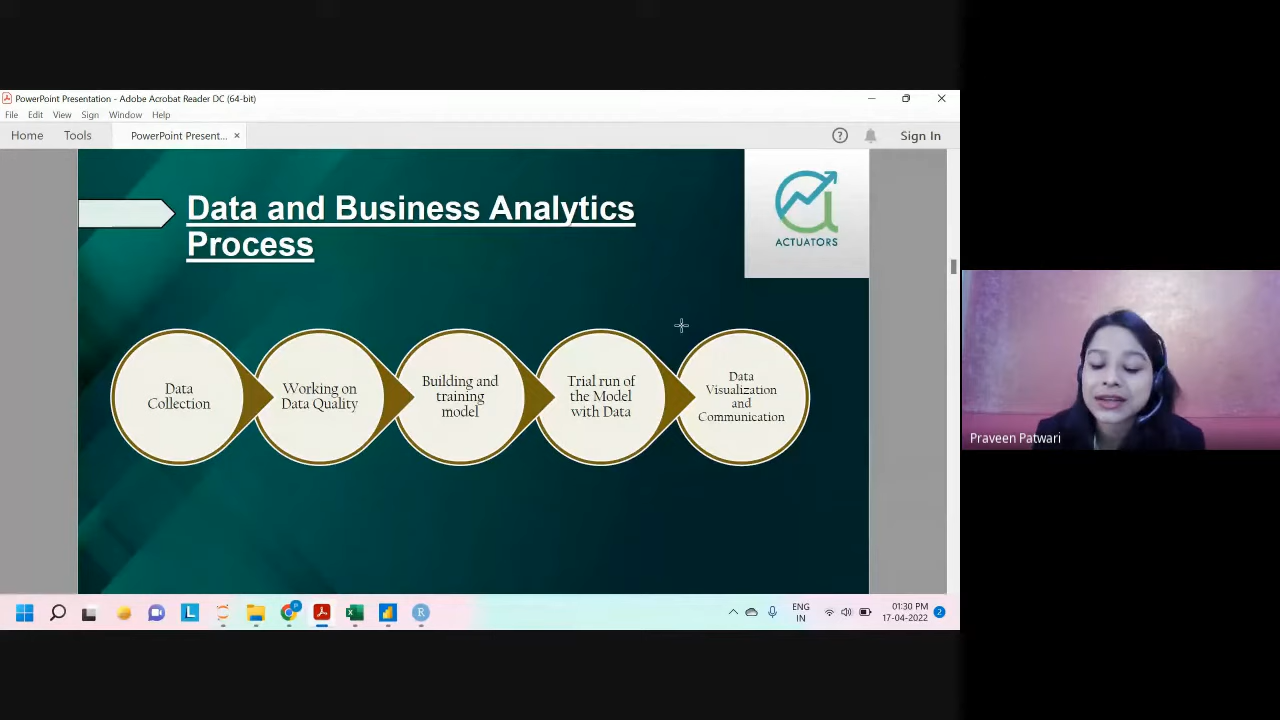 PowerPoint Presentation - Adobe Acrobat Reader DC (64-bit)
File Edit View Sign Window Help
Home Tools PowerPoint Present... × Sign In
Data and Business Analytics
Process
ACTUATORS
Data
Collection
Working on
Data Quality
Building and
training
model
Trial run of
the Model
with Data
Data
Visualization
and
Communication
Praveen Patwari
ENG
IN
01:30 PM
17-04-2022
2